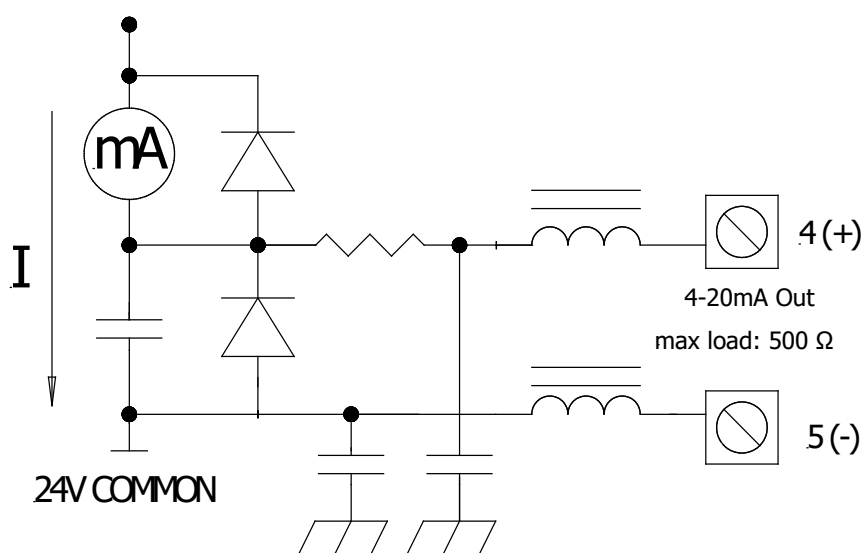 mA
I
4 (+)
4-20mA Out
max load: 500 Ω
5 (-)
24V COMMON